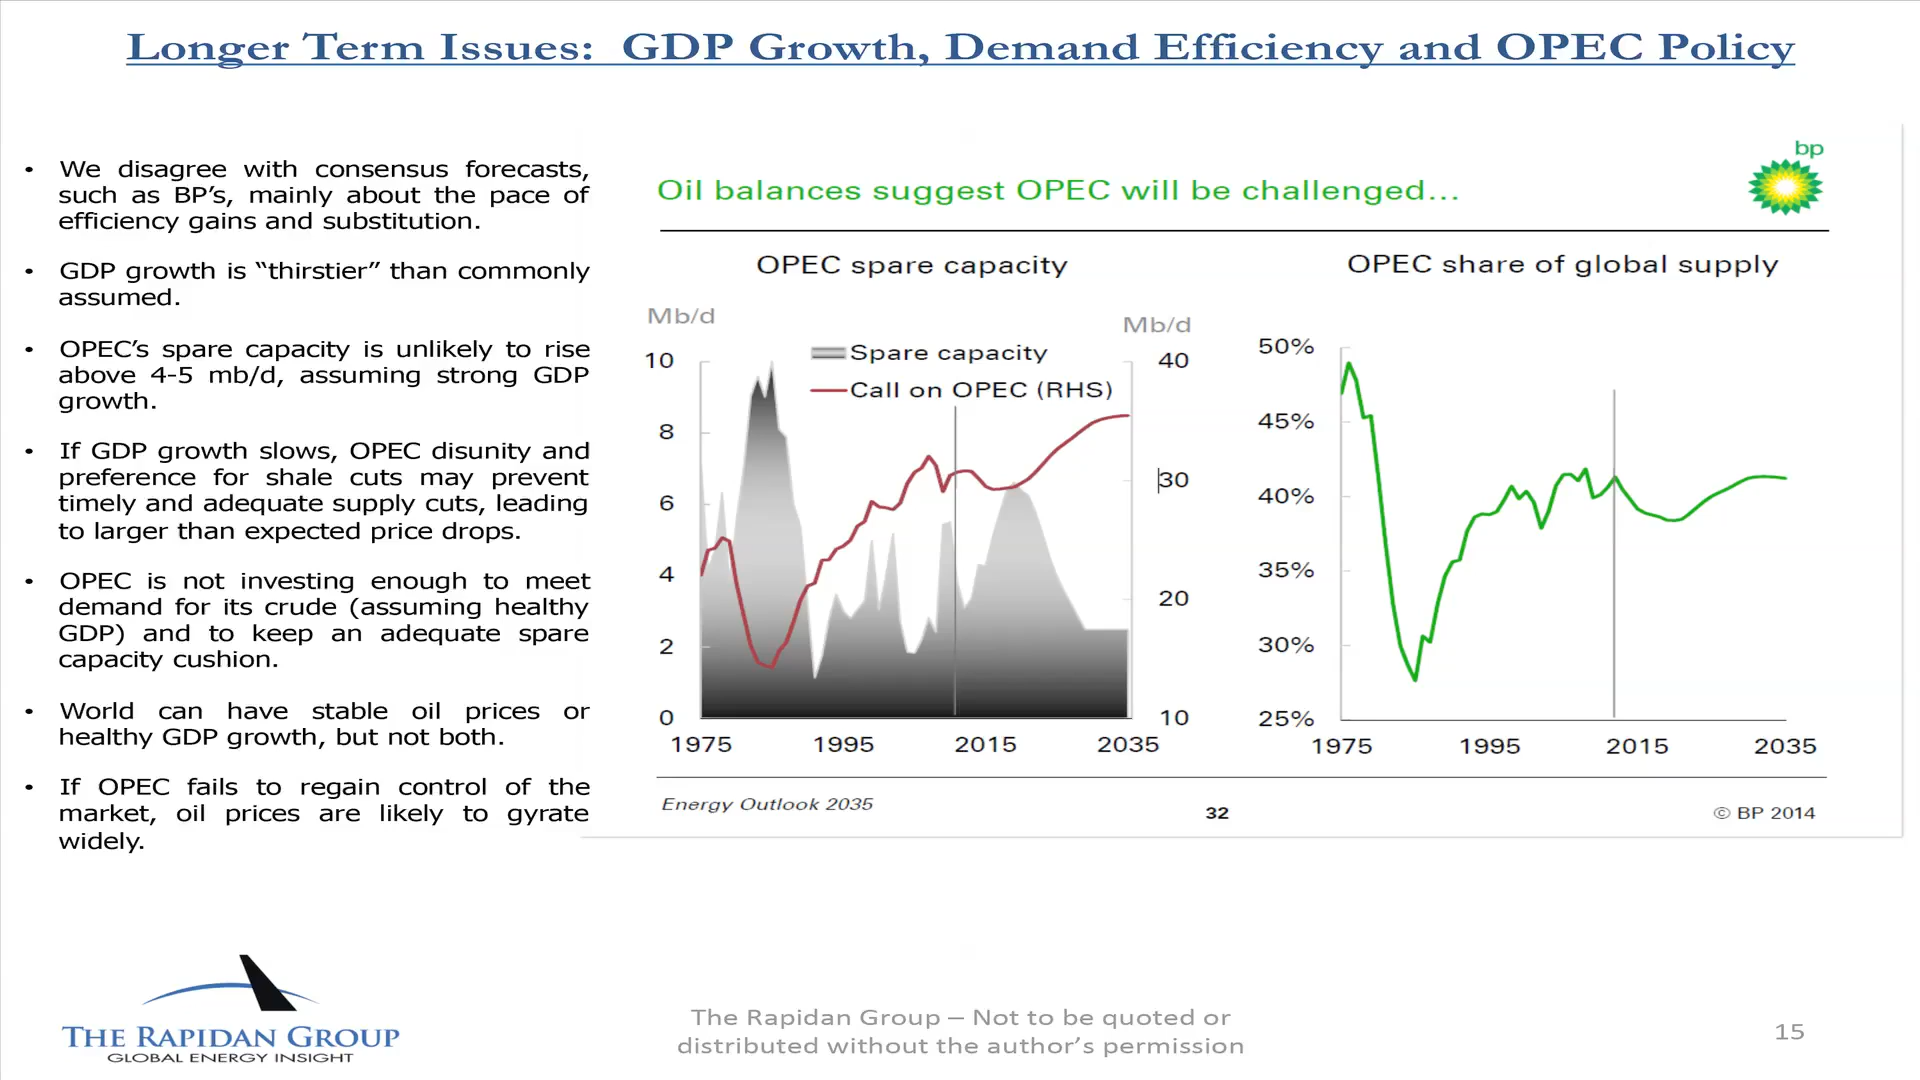 Longer Term Issues: GDP Growth, Demand Efficiency and OPEC Policy
• We disagree with consensus forecasts,
such as BP’s, mainly about the pace of
efficiency gains and substitution.
• GDP growth is “thirstier” than commonly
assumed.
• OPEC’s spare capacity is unlikely to rise
above 4-5 mb/d, assuming strong GDP
growth.
• If GDP growth slows, OPEC disunity and
preference for shale cuts may prevent
timely and adequate supply cuts, leading
to larger than expected price drops.
• OPEC is not investing enough to meet
demand for its crude (assuming healthy
GDP) and to keep an adequate spare
capacity cushion.
• World can have stable oil prices or
healthy GDP growth, but not both.
• If OPEC fails to regain control of the
market, oil prices are likely to gyrate
widely.
bp
Oil balances suggest OPEC will be challenged...
OPEC spare capacity
Mb/d
Mb/d
Spare capacity
Call on OPEC (RHS)
10
8
6
4
2
0
40
30
20
10
1975 1995 2015 2035
OPEC share of global supply
50%
45%
40%
35%
30%
25%
1975 1995 2015 2035
Energy Outlook 2035
32
© BP 2014
THE RAPIDAN GROUP
GLOBAL ENERGY INSIGHT
The Rapidan Group – Not to be quoted or
distributed without the author’s permission
15